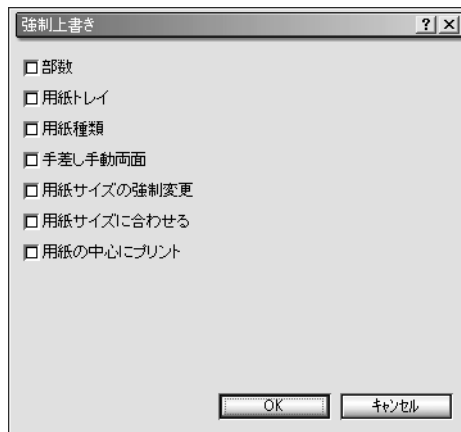 強制上書き
部数
用紙トレイ
用紙種類
手差し手動両面
用紙サイズの強制変更
用紙サイズに合わせる
用紙の中心にプリント
OK キャンセル